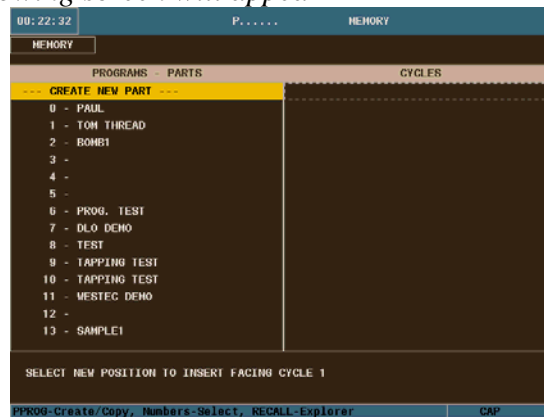 00:22:32 P...... MEMORY
MEMORY
PROGRAMS - PARTS CYCLES
--- CREATE NEW PART ---
0 - PAUL
1 - TOM THREAD
2 - BOMB1
3 -
4 -
5 -
6 - PROG. TEST
7 - DLO DEMO
8 - TEST
9 - TAPPING TEST
10 - TAPPING TEST
11 - WESTEC DEMO
12 -
13 - SAMPLE1
SELECT NEW POSITION TO INSERT FACING CYCLE 1
PPROG-Create/Copy, Numbers-Select, RECALL-Explorer CAP